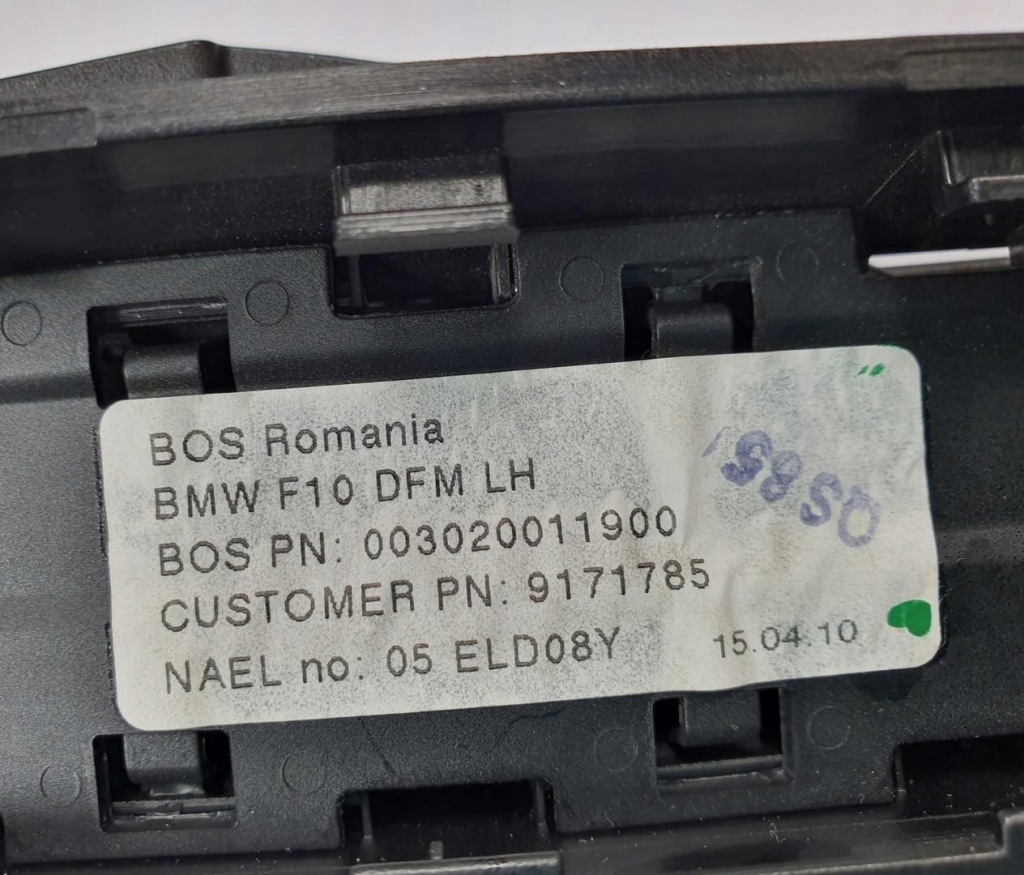 BOS Romania
BMW F10 DFM LH
BOS PN: 003020011900
CUSTOMER PN: 9171785
NAEL no: 05 ELD08Y 15.04.10